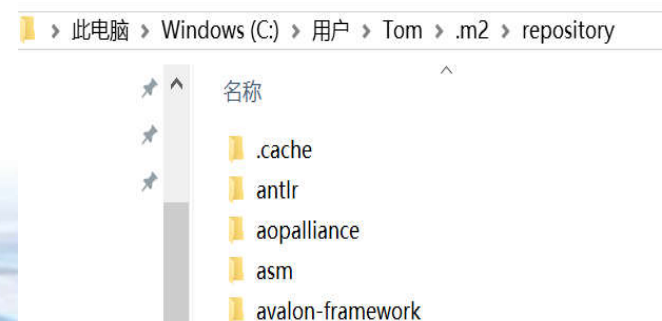 此电脑 > Windows (C:) > 用户 > Tom > .m2 > repository
名称
.cache
antlr
aopalliance
asm
avalon-framework